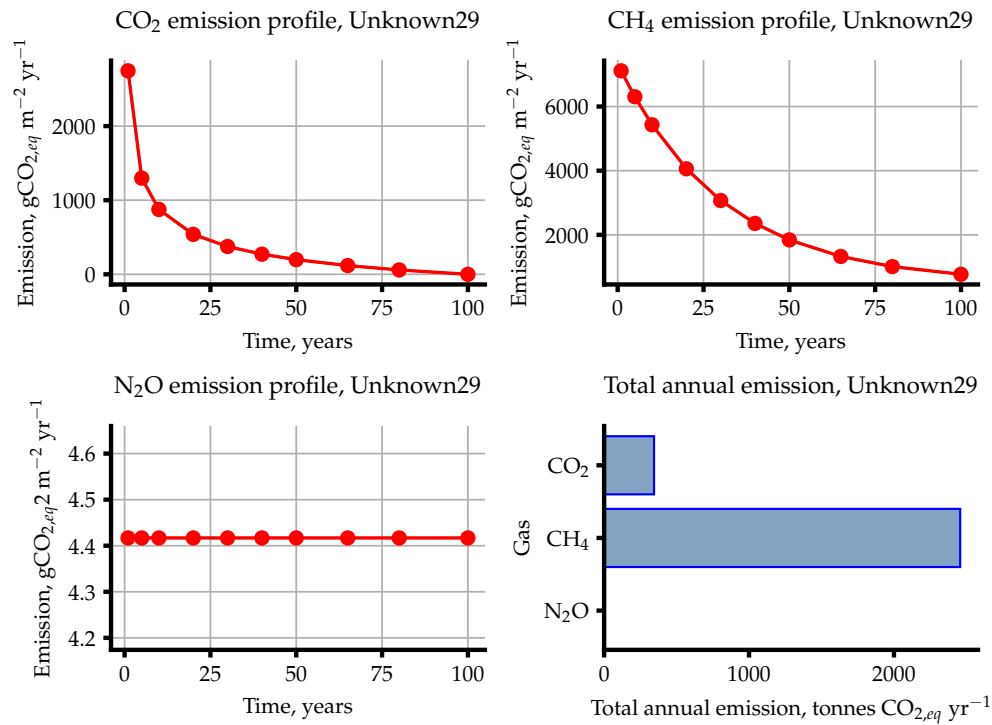 CO₂ emission profile, Unknown29
Emission, gCO₂,eq m⁻² yr⁻¹
2000
1000
0
0 25 50 75 100
Time, years
CH₄ emission profile, Unknown29
Emission, gCO₂,eq m⁻² yr⁻¹
6000
4000
2000
0 25 50 75 100
Time, years
N₂O emission profile, Unknown29
Emission, gCO₂,eq2 m⁻² yr⁻¹
4.6
4.5
4.4
4.3
4.2
0 25 50 75 100
Time, years
Total annual emission, Unknown29
Gas
CO₂
CH₄
N₂O
0 1000 2000
Total annual emission, tonnes CO₂,eq yr⁻¹